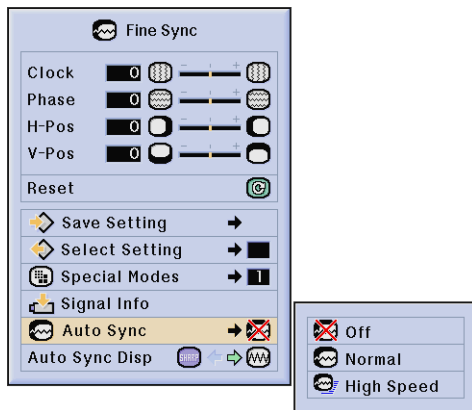 Fine Sync
Clock 0 - +
Phase 0 - +
H-Pos 0 - +
V-Pos 0 - +
Reset
Save Setting
Select Setting
Special Modes 1
Signal Info
Auto Sync
Auto Sync Disp SHARP
Off
Normal
High Speed